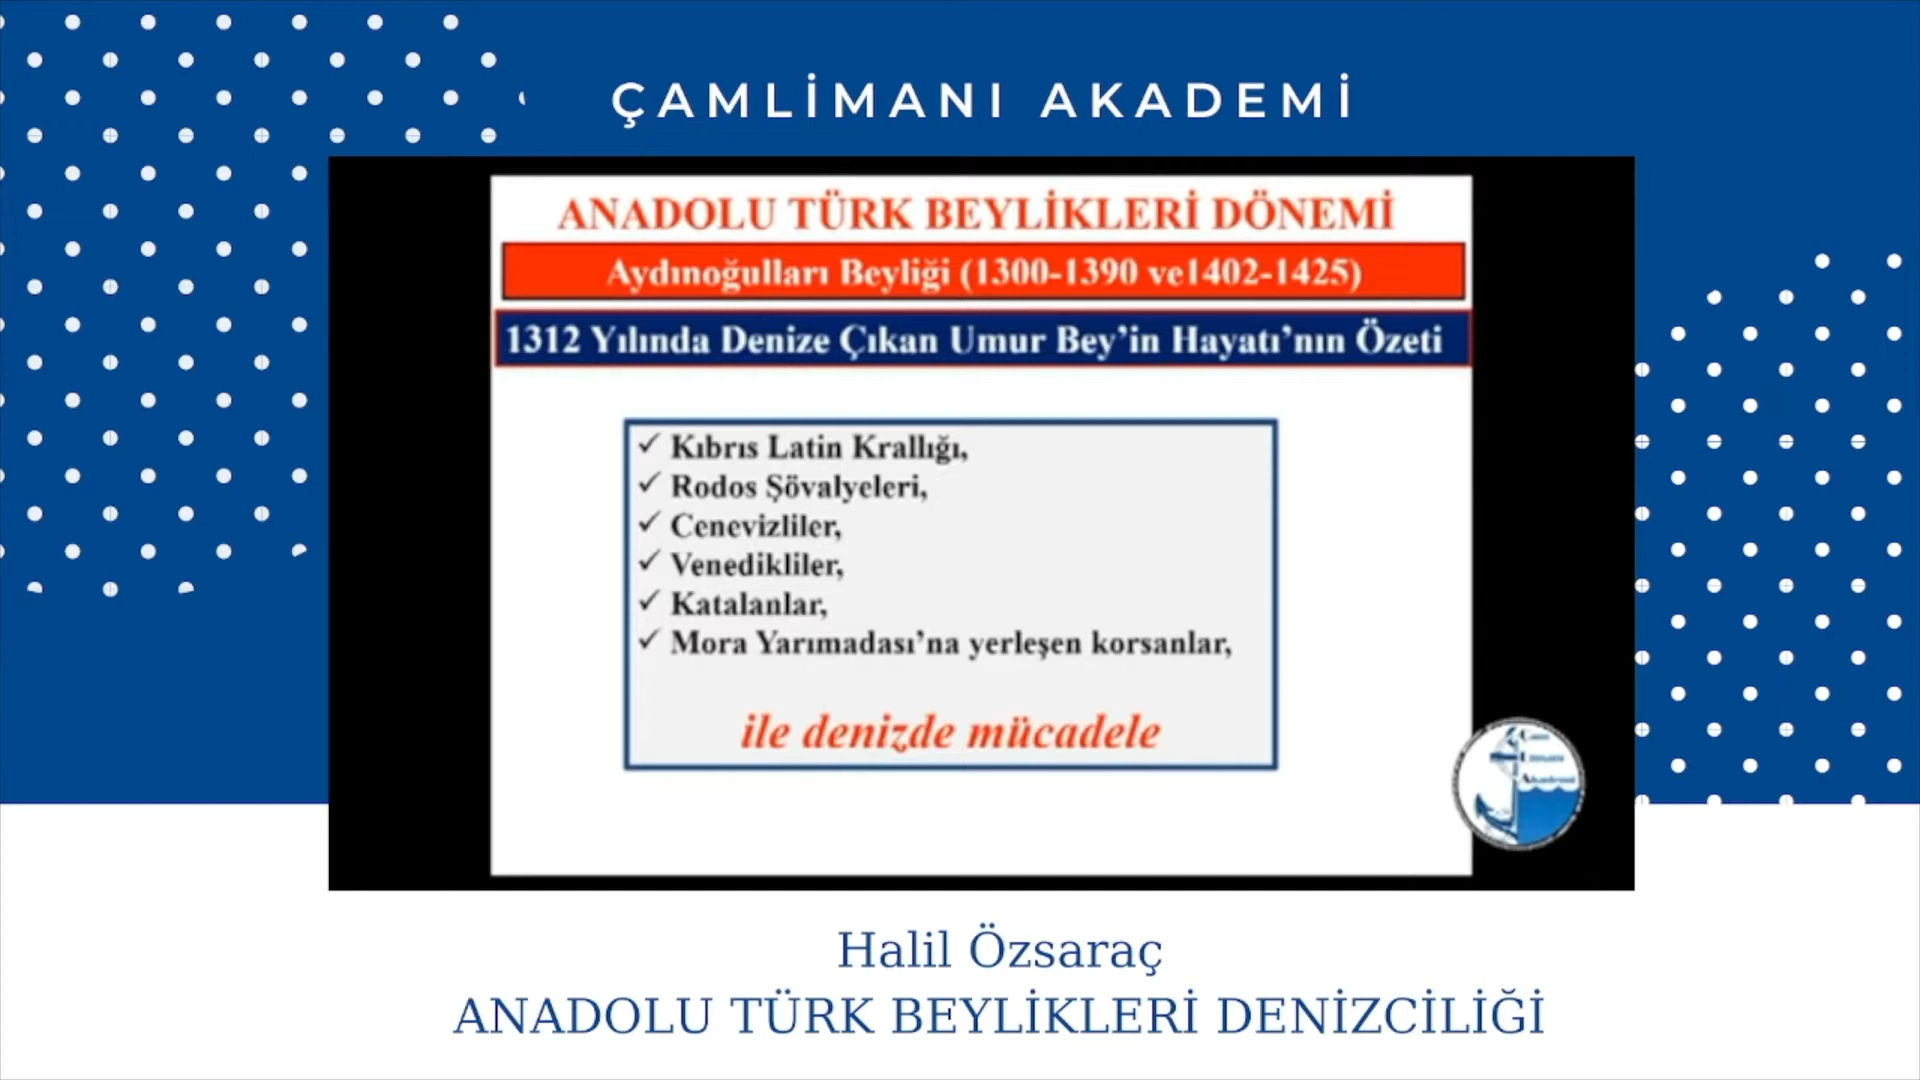 ÇAMLİMANI AKADEMİ
ANADOLU TÜRK BEYLİKLERİ DÖNEMİ
Aydınoğulları Beyliği (1300-1390 ve1402-1425)
1312 Yılında Denize Çıkan Umur Bey’in Hayatı’nın Özeti
✓ Kıbrıs Latin Krallığı,
✓ Rodos Şövalyeleri,
✓ Cenevizliler,
✓ Venedikliler,
✓ Katalanlar,
✓ Mora Yarımadası’na yerleşen korsanlar,
ile denizde mücadele
Halil Özsaraç
ANADOLU TÜRK BEYLİKLERİ DENİZCİLİĞİ